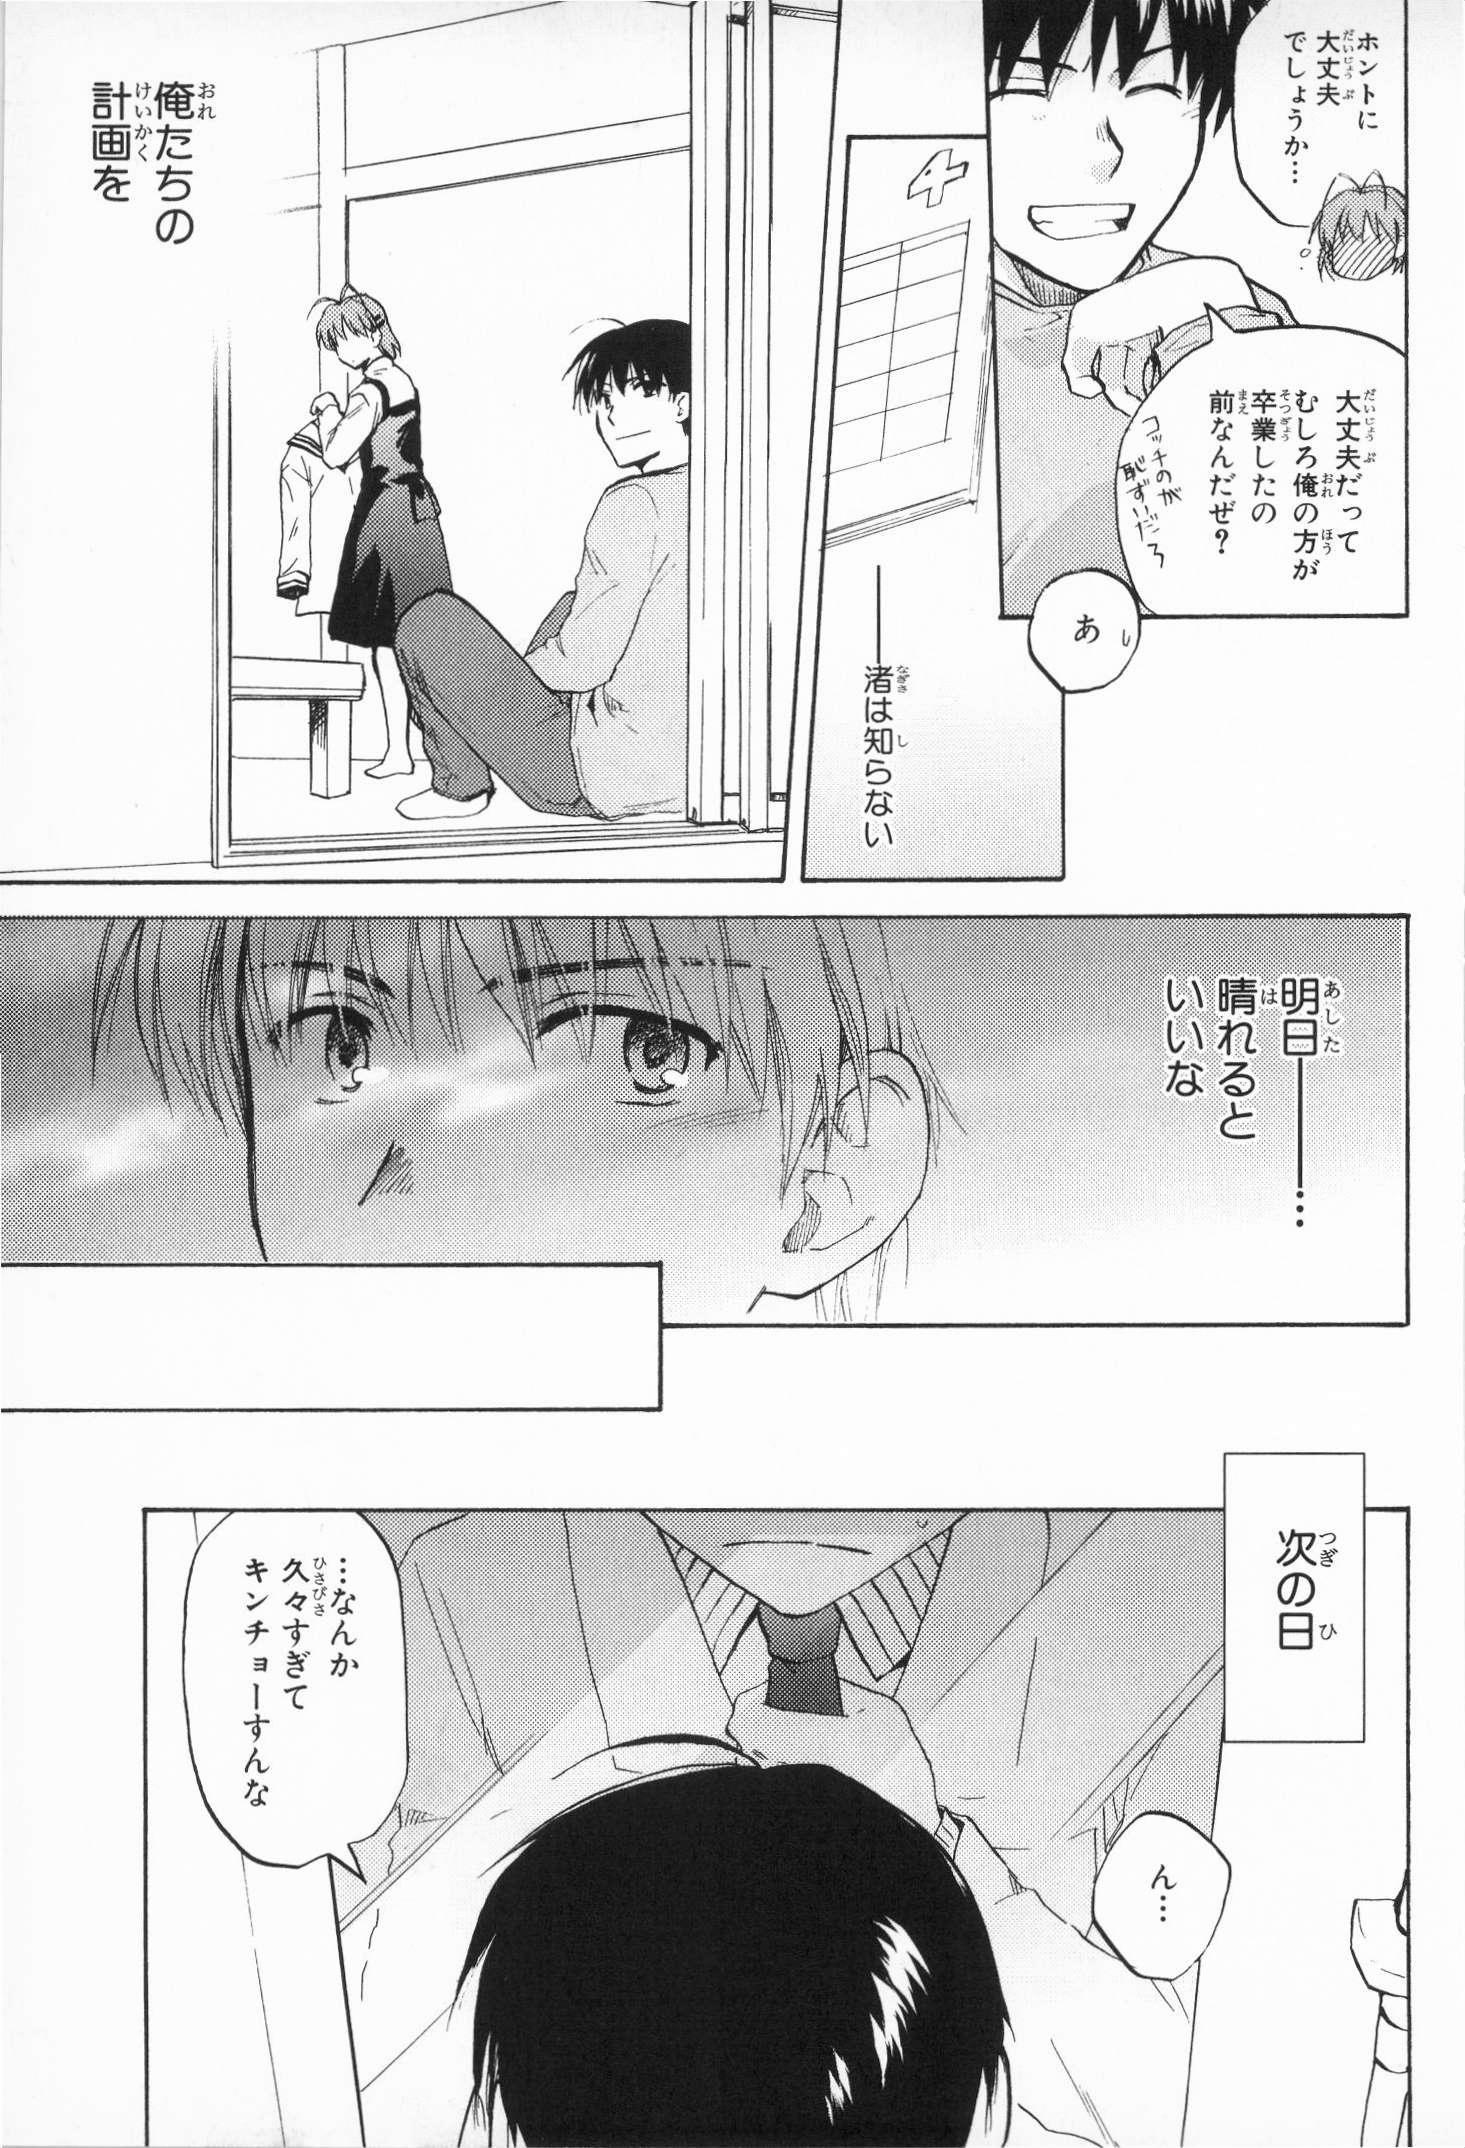 ホントに
大丈夫
でしょうか…
大丈夫だって
むしろ俺の方が
卒業したの
前なんだぜ?
コッチのが
恥ずいだろ
あ
4
──渚は知らない
俺たちの
計画を
明日──…
晴れると
いいな
次の日
ん…
…なんか
久々すぎて
キンチョーすんな